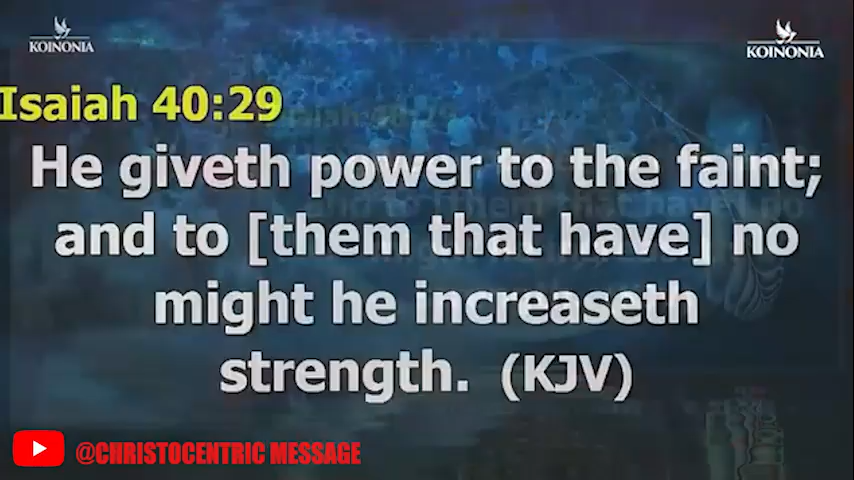 KOINONIA
KOINONIA
Isaiah 40:29
He giveth power to the faint;
and to [them that have] no
might he increaseth
strength. (KJV)
@CHRISTOCENTRIC MESSAGE